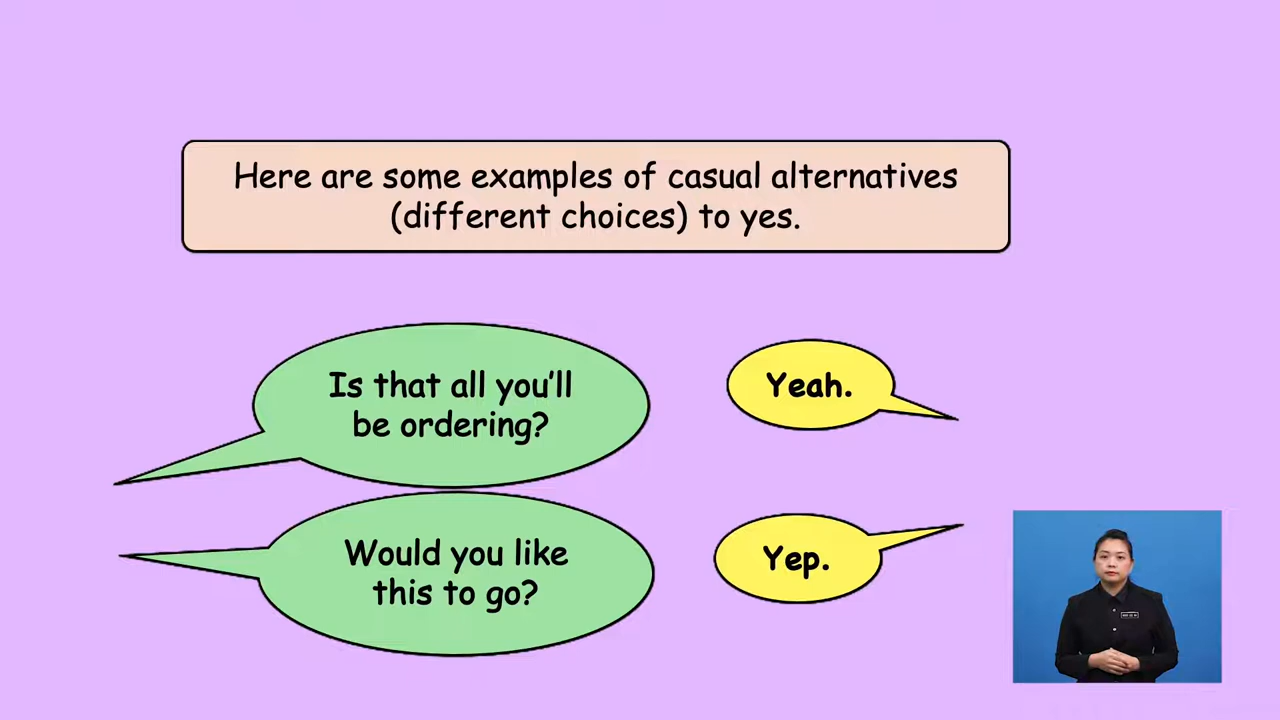 Here are some examples of casual alternatives
(different choices) to yes.
Is that all you'll
be ordering?
Yeah.
Would you like
this to go?
Yep.